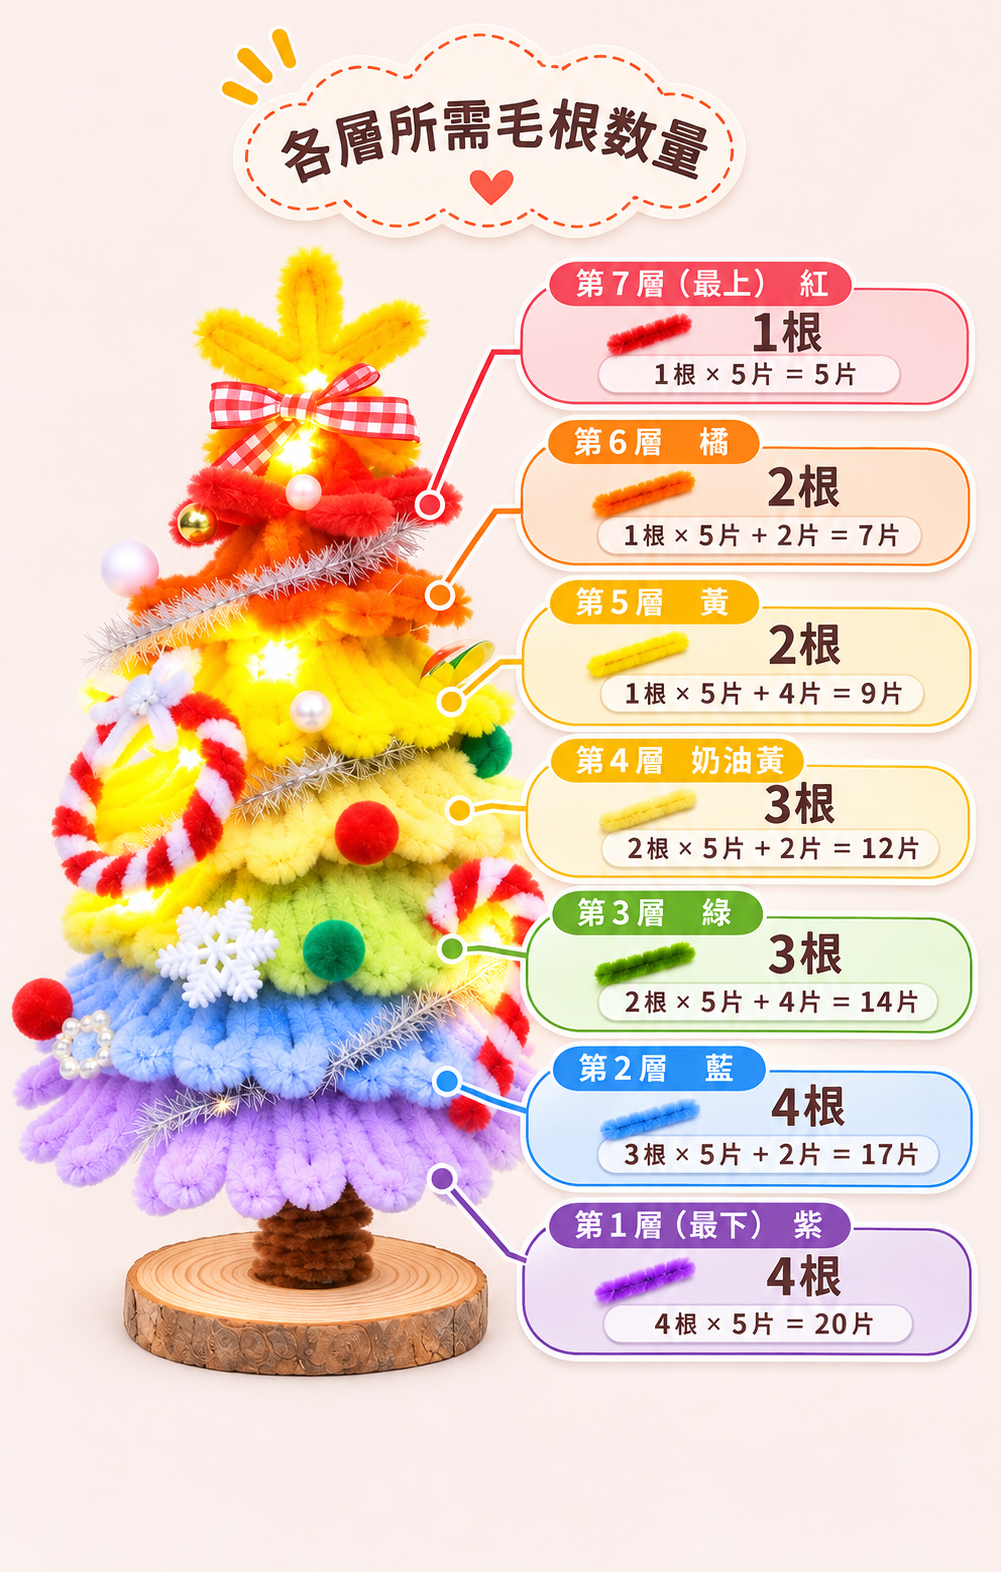 各層所需毛根数量
第7層（最上） 紅
1根
1根 × 5片 = 5片
第6層 橘
2根
1根 × 5片 + 2片 = 7片
第5層 黃
2根
1根 × 5片 + 4片 = 9片
第4層 奶油黃
3根
2根 × 5片 + 2片 = 12片
第3層 綠
3根
2根 × 5片 + 4片 = 14片
第2層 藍
4根
3根 × 5片 + 2片 = 17片
第1層（最下） 紫
4根
4根 × 5片 = 20片